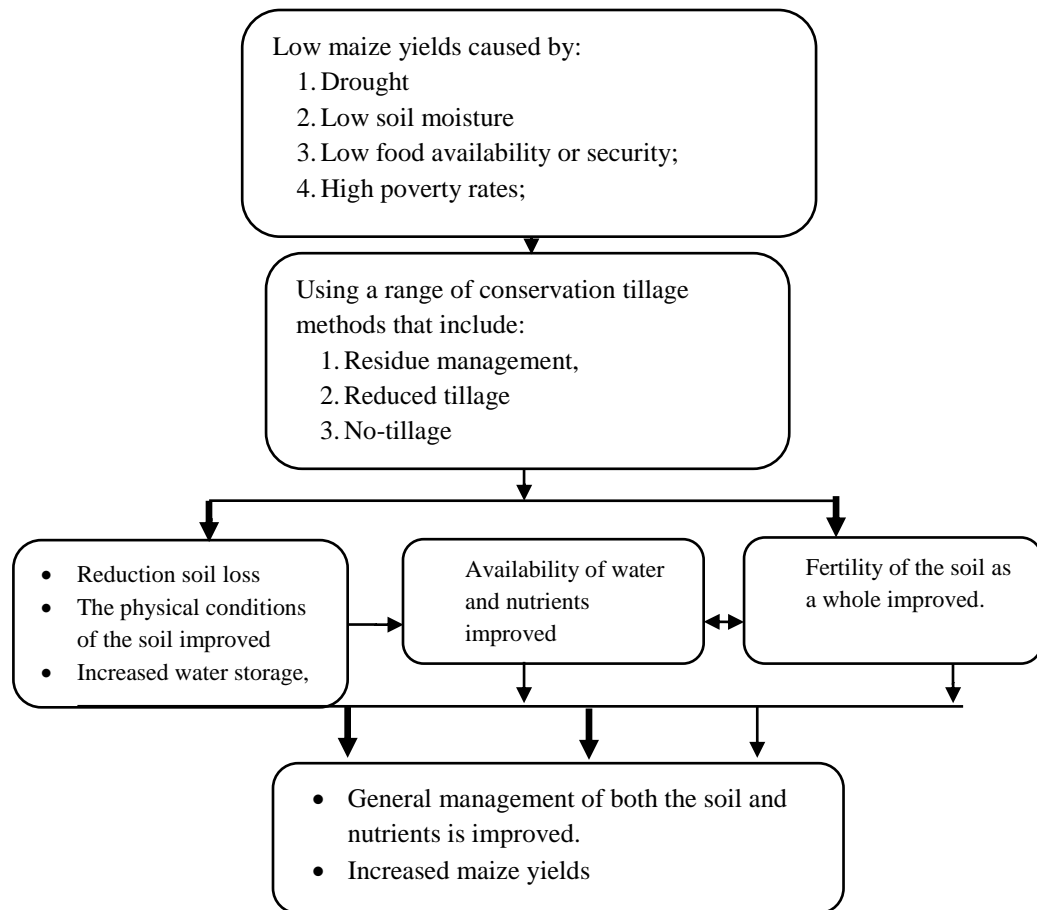 Low maize yields caused by:
1. Drought
2. Low soil moisture
3. Low food availability or security;
4. High poverty rates;
Using a range of conservation tillage
methods that include:
1. Residue management,
2. Reduced tillage
3. No-tillage
• Reduction soil loss
• The physical conditions
of the soil improved
• Increased water storage,
Availability of water
and nutrients
improved
Fertility of the soil as
a whole improved.
• General management of both the soil and
nutrients is improved.
• Increased maize yields